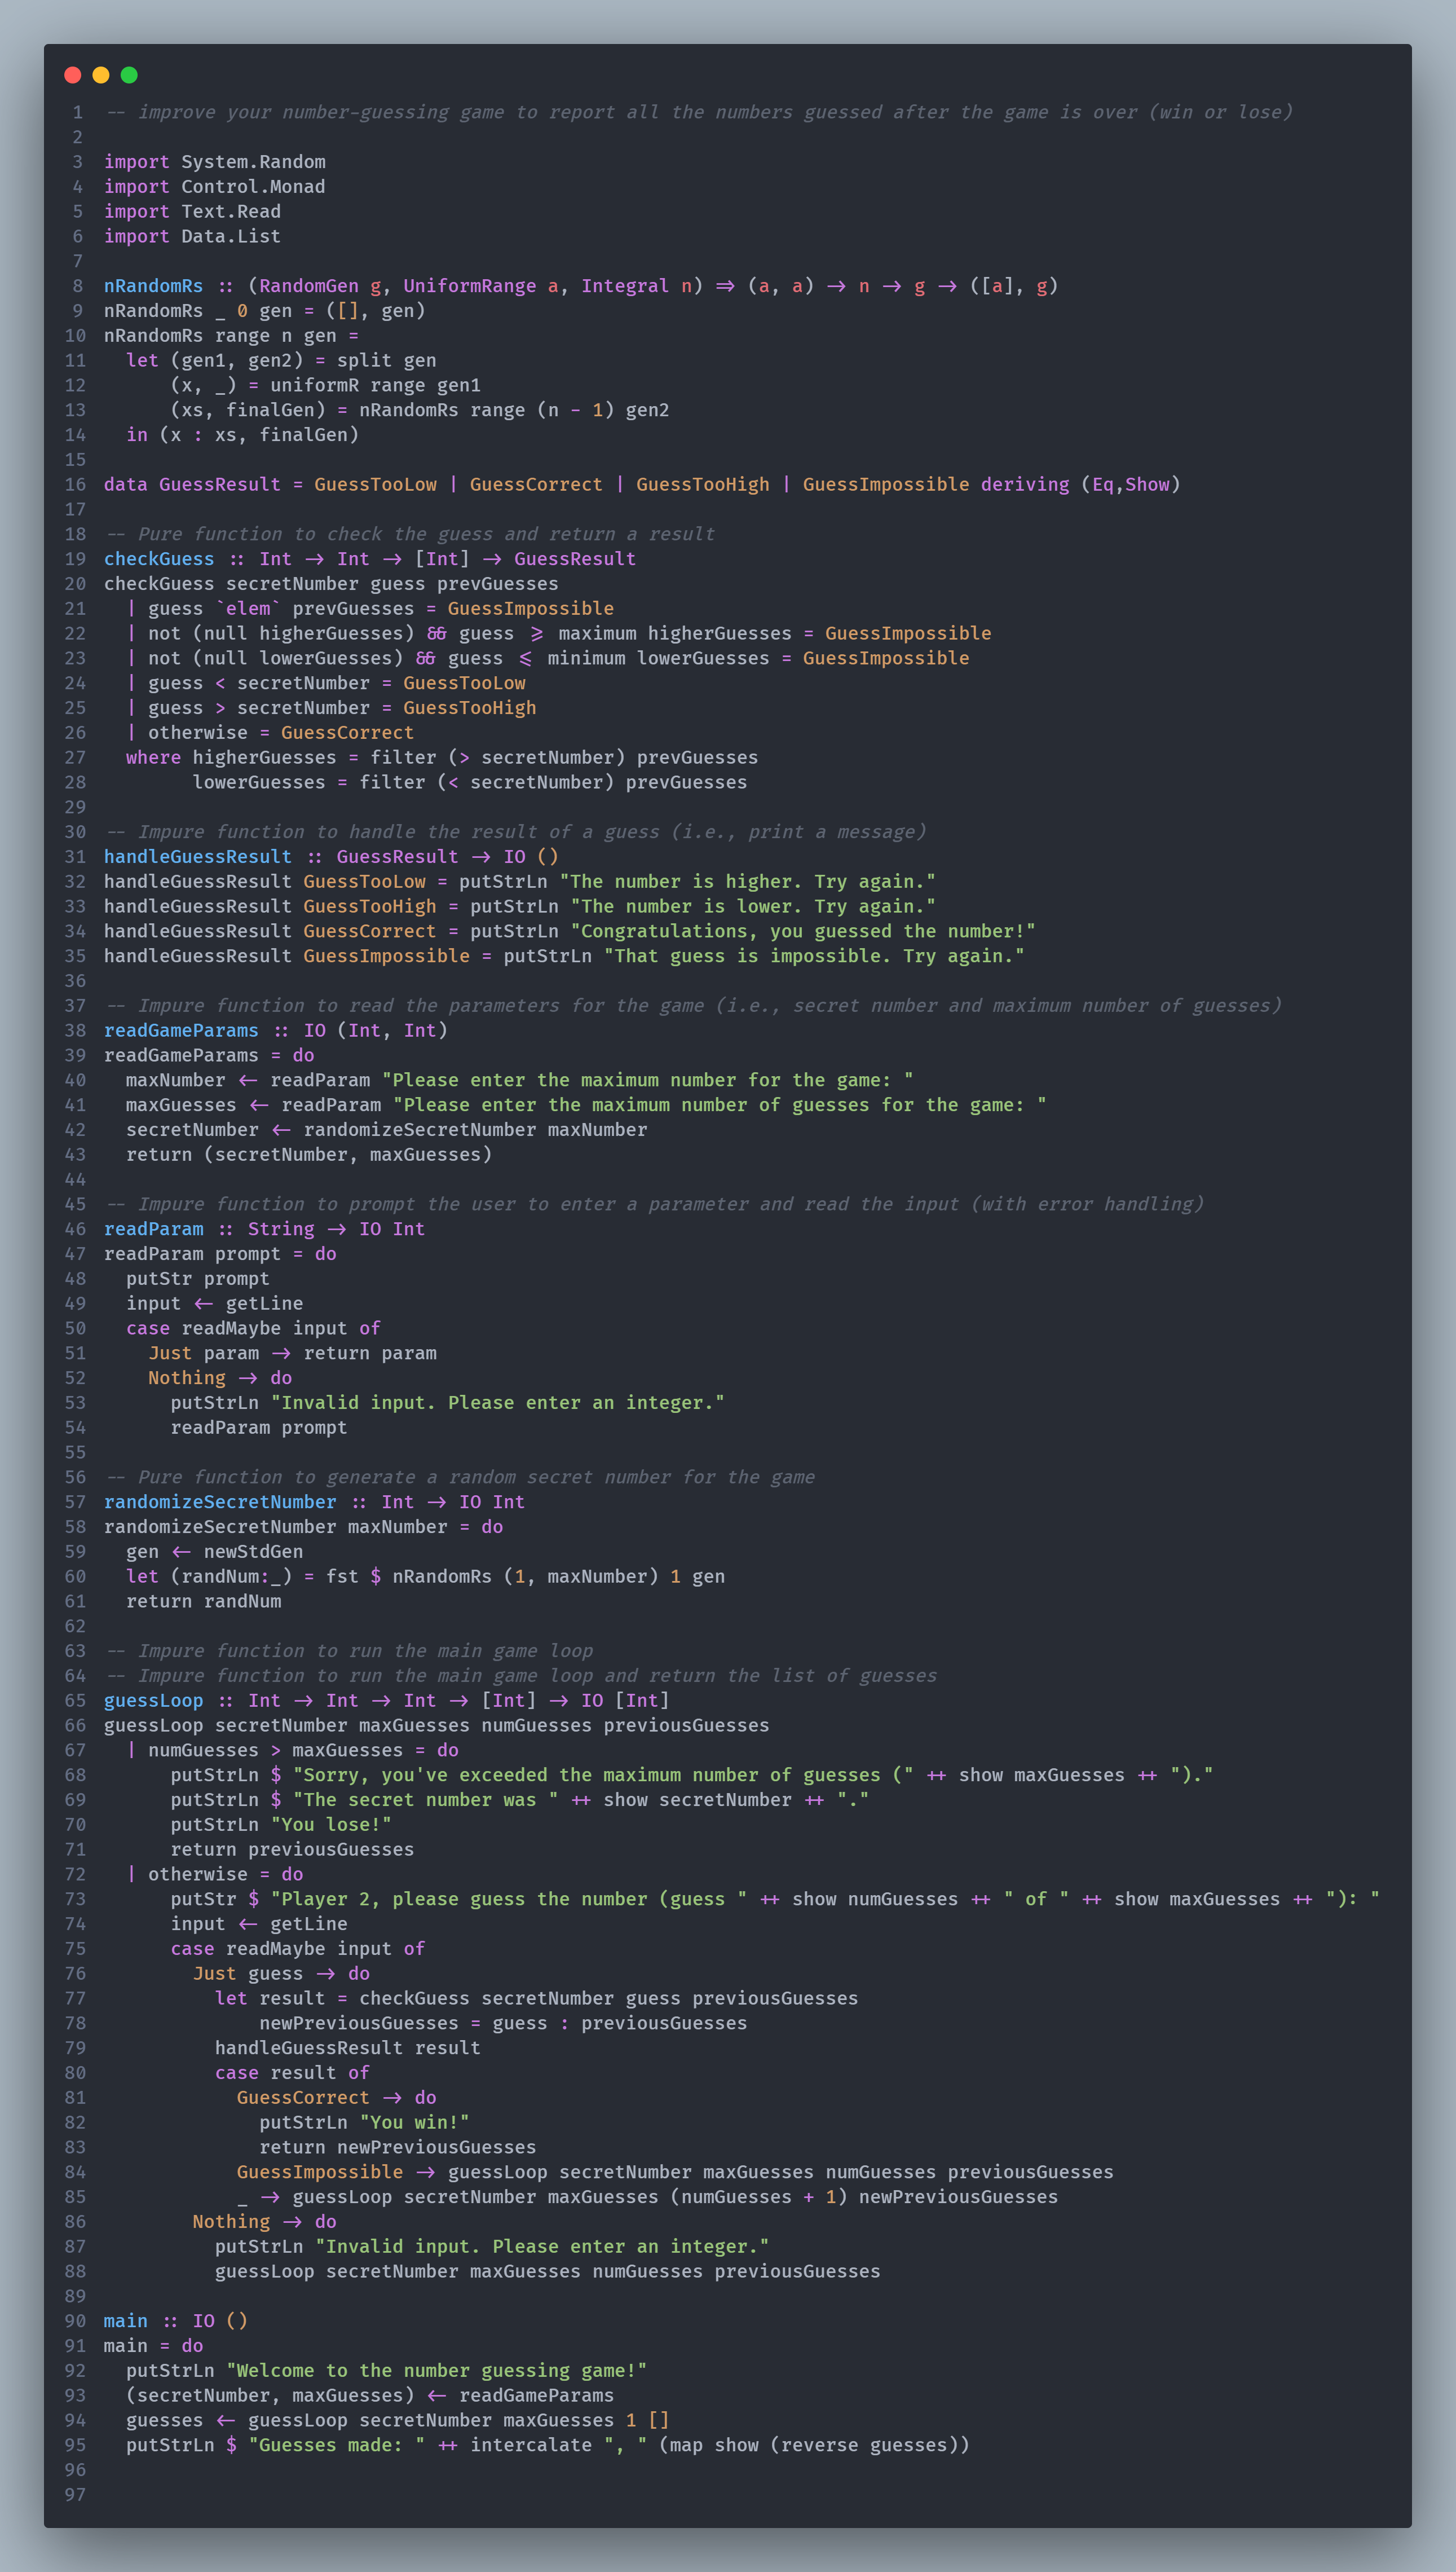 1 -- improve your number-guessing game to report all the numbers guessed after the game is over (win or lose)
2
3 import System.Random
4 import Control.Monad
5 import Text.Read
6 import Data.List
7
8 nRandomRs :: (RandomGen g, UniformRange a, Integral n) => (a, a) -> n -> g -> ([a], g)
9 nRandomRs _ 0 gen = ([], gen)
10 nRandomRs range n gen =
11   let (gen1, gen2) = split gen
12       (x, _) = uniformR range gen1
13       (xs, finalGen) = nRandomRs range (n - 1) gen2
14   in (x : xs, finalGen)
15
16 data GuessResult = GuessTooLow | GuessCorrect | GuessTooHigh | GuessImpossible deriving (Eq,Show)
17
18 -- Pure function to check the guess and return a result
19 checkGuess :: Int -> Int -> [Int] -> GuessResult
20 checkGuess secretNumber guess prevGuesses
21   | guess `elem` prevGuesses = GuessImpossible
22   | not (null higherGuesses) && guess >= maximum higherGuesses = GuessImpossible
23   | not (null lowerGuesses) && guess <= minimum lowerGuesses = GuessImpossible
24   | guess < secretNumber = GuessTooLow
25   | guess > secretNumber = GuessTooHigh
26   | otherwise = GuessCorrect
27   where higherGuesses = filter (> secretNumber) prevGuesses
28         lowerGuesses = filter (< secretNumber) prevGuesses
29
30 -- Impure function to handle the result of a guess (i.e., print a message)
31 handleGuessResult :: GuessResult -> IO ()
32 handleGuessResult GuessTooLow = putStrLn "The number is higher. Try again."
33 handleGuessResult GuessTooHigh = putStrLn "The number is lower. Try again."
34 handleGuessResult GuessCorrect = putStrLn "Congratulations, you guessed the number!"
35 handleGuessResult GuessImpossible = putStrLn "That guess is impossible. Try again."
36
37 -- Impure function to read the parameters for the game (i.e., secret number and maximum number of guesses)
38 readGameParams :: IO (Int, Int)
39 readGameParams = do
40   maxNumber <- readParam "Please enter the maximum number for the game: "
41   maxGuesses <- readParam "Please enter the maximum number of guesses for the game: "
42   secretNumber <- randomizeSecretNumber maxNumber
43   return (secretNumber, maxGuesses)
44
45 -- Impure function to prompt the user to enter a parameter and read the input (with error handling)
46 readParam :: String -> IO Int
47 readParam prompt = do
48   putStr prompt
49   input <- getLine
50   case readMaybe input of
51     Just param -> return param
52     Nothing -> do
53       putStrLn "Invalid input. Please enter an integer."
54       readParam prompt
55
56 -- Pure function to generate a random secret number for the game
57 randomizeSecretNumber :: Int -> IO Int
58 randomizeSecretNumber maxNumber = do
59   gen <- newStdGen
60   let (randNum:_) = fst $ nRandomRs (1, maxNumber) 1 gen
61   return randNum
62
63 -- Impure function to run the main game loop
64 -- Impure function to run the main game loop and return the list of guesses
65 guessLoop :: Int -> Int -> Int -> [Int] -> IO [Int]
66 guessLoop secretNumber maxGuesses numGuesses previousGuesses
67   | numGuesses > maxGuesses = do
68       putStrLn $ "Sorry, you've exceeded the maximum number of guesses (" ++ show maxGuesses ++ ")."
69       putStrLn $ "The secret number was " ++ show secretNumber ++ "."
70       putStrLn "You lose!"
71       return previousGuesses
72   | otherwise = do
73       putStr $ "Player 2, please guess the number (guess " ++ show numGuesses ++ " of " ++ show maxGuesses ++ "): "
74       input <- getLine
75       case readMaybe input of
76         Just guess -> do
77           let result = checkGuess secretNumber guess previousGuesses
78               newPreviousGuesses = guess : previousGuesses
79           handleGuessResult result
80           case result of
81             GuessCorrect -> do
82               putStrLn "You win!"
83               return newPreviousGuesses
84             GuessImpossible -> guessLoop secretNumber maxGuesses numGuesses previousGuesses
85             _ -> guessLoop secretNumber maxGuesses (numGuesses + 1) newPreviousGuesses
86         Nothing -> do
87           putStrLn "Invalid input. Please enter an integer."
88           guessLoop secretNumber maxGuesses numGuesses previousGuesses
89
90 main :: IO ()
91 main = do
92   putStrLn "Welcome to the number guessing game!"
93   (secretNumber, maxGuesses) <- readGameParams
94   guesses <- guessLoop secretNumber maxGuesses 1 []
95   putStrLn $ "Guesses made: " ++ intercalate ", " (map show (reverse guesses))
96
97